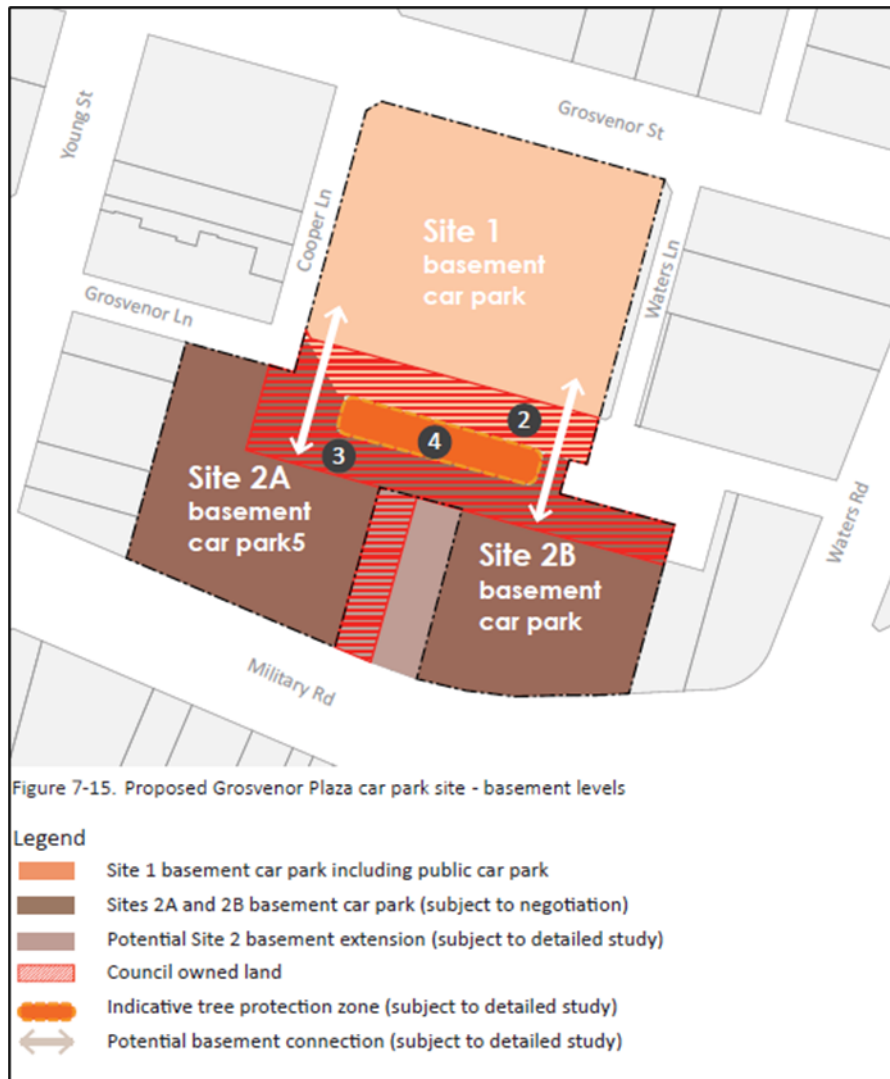 Grosvenor St
Young St
Cooper Ln
Site 1
basement
car park
Waters Ln
Grosvenor Ln
2
4
3
Site 2A
basement
car park5
Site 2B
basement
car park
Waters Rd
Military Rd
Figure 7-15. Proposed Grosvenor Plaza car park site - basement levels
Legend
Site 1 basement car park including public car park
Sites 2A and 2B basement car park (subject to negotiation)
Potential Site 2 basement extension (subject to detailed study)
Council owned land
Indicative tree protection zone (subject to detailed study)
Potential basement connection (subject to detailed study)